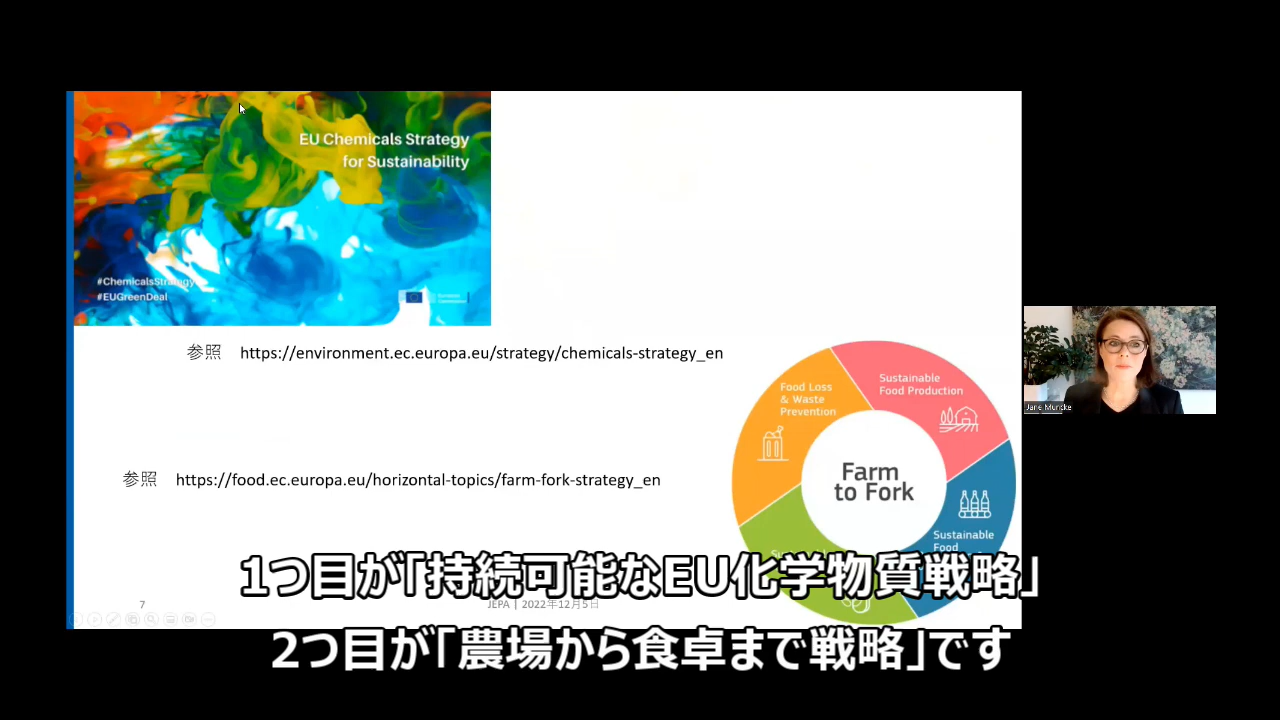 EU Chemicals Strategy
for Sustainability
#ChemicalsStrategy
#EUGreenDeal
European
Commission
参照 https://environment.ec.europa.eu/strategy/chemicals-strategy_en
Food Loss
& Waste
Prevention
Sustainable
Food Production
Farm
to Fork
Sustainable
Food
参照 https://food.ec.europa.eu/horizontal-topics/farm-fork-strategy_en
7
JEPA | 2022年12月5日
Jane Muncke
1つ目が「持続可能なEU化学物質戦略」
2つ目が「農場から食卓まで戦略」です